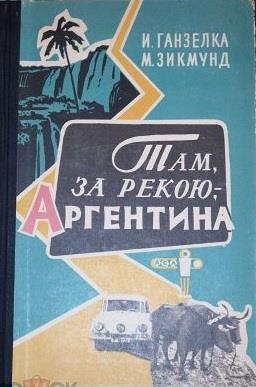 И. ГАНЗЕЛКА
М. ЗИКМУНД
ТАМ,
ЗА РЕКОЮ,-
АРГЕНТИНА